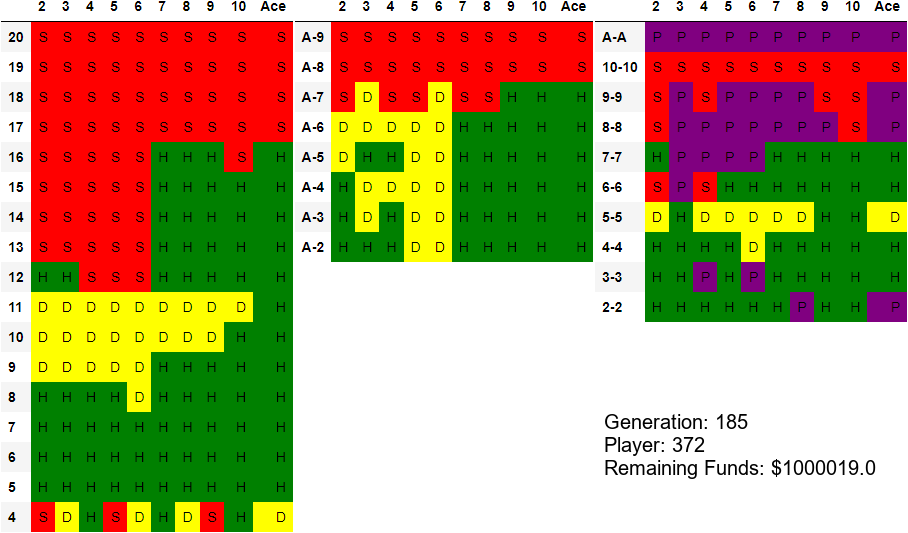 2 3 4 5 6 7 8 9 10 Ace 2 3 4 5 6 7 8 9 10 Ace 2 3 4 5 6 7 8 9 10 Ace
20 S S S S S S S S S S A-9 S S S S S S S S S S A-A P P P P P P P P P P
19 S S S S S S S S S S A-8 S S S S S S S S S S 10-10 S S S S S S S S S S
18 S S S S S S S S S S A-7 S D S S D S S H H H 9-9 S P S P P P P S S P
17 S S S S S S S S S S A-6 D D D D D H H H H H 8-8 S P P P P P P P S P
16 S S S S S H H H S H A-5 D H H D D H H H H H 7-7 H P P P P H H H H H
15 S S S S S H H H H H A-4 H D D D D H H H H H 6-6 S P S H H H H H H H
14 S S S S S H H H H H A-3 H D H D D H H H H H 5-5 D H D D D D D H H D
13 S S S S S H H H H H A-2 H H H D D H H H H H 4-4 H H H H D H H H H H
12 H H S S S H H H H H 3-3 H H P H P H H H H H
11 D D D D D D D D D H 2-2 H H H H H H P H H P
10 D D D D D D D D H H
9 D D D D D H H H H H
8 H H H H D H H H H H
7 H H H H H H H H H H
6 H H H H H H H H H H
5 H H H H H H H H H H
4 S D H S D H D S H D
Generation: 185
Player: 372
Remaining Funds: $1000019.0